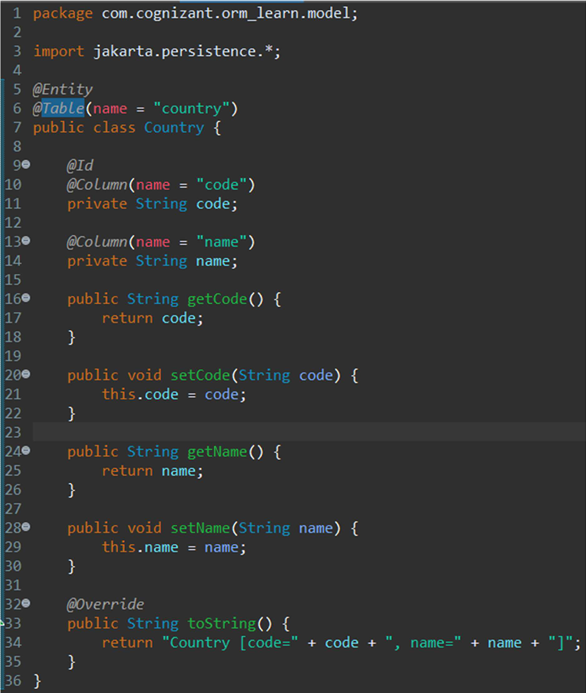 1 package com.cognizant.orm_learn.model;
2
3 import jakarta.persistence.*;
4
5 @Entity
6 @Table(name = "country")
7 public class Country {
8
9 @Id
10 @Column(name = "code")
11 private String code;
12
13 @Column(name = "name")
14 private String name;
15
16 public String getCode() {
17 return code;
18 }
19
20 public void setCode(String code) {
21 this.code = code;
22 }
23
24 public String getName() {
25 return name;
26 }
27
28 public void setName(String name) {
29 this.name = name;
30 }
31
32 @Override
33 public String toString() {
34 return "Country [code=" + code + ", name=" + name + "]";
35 }
36 }